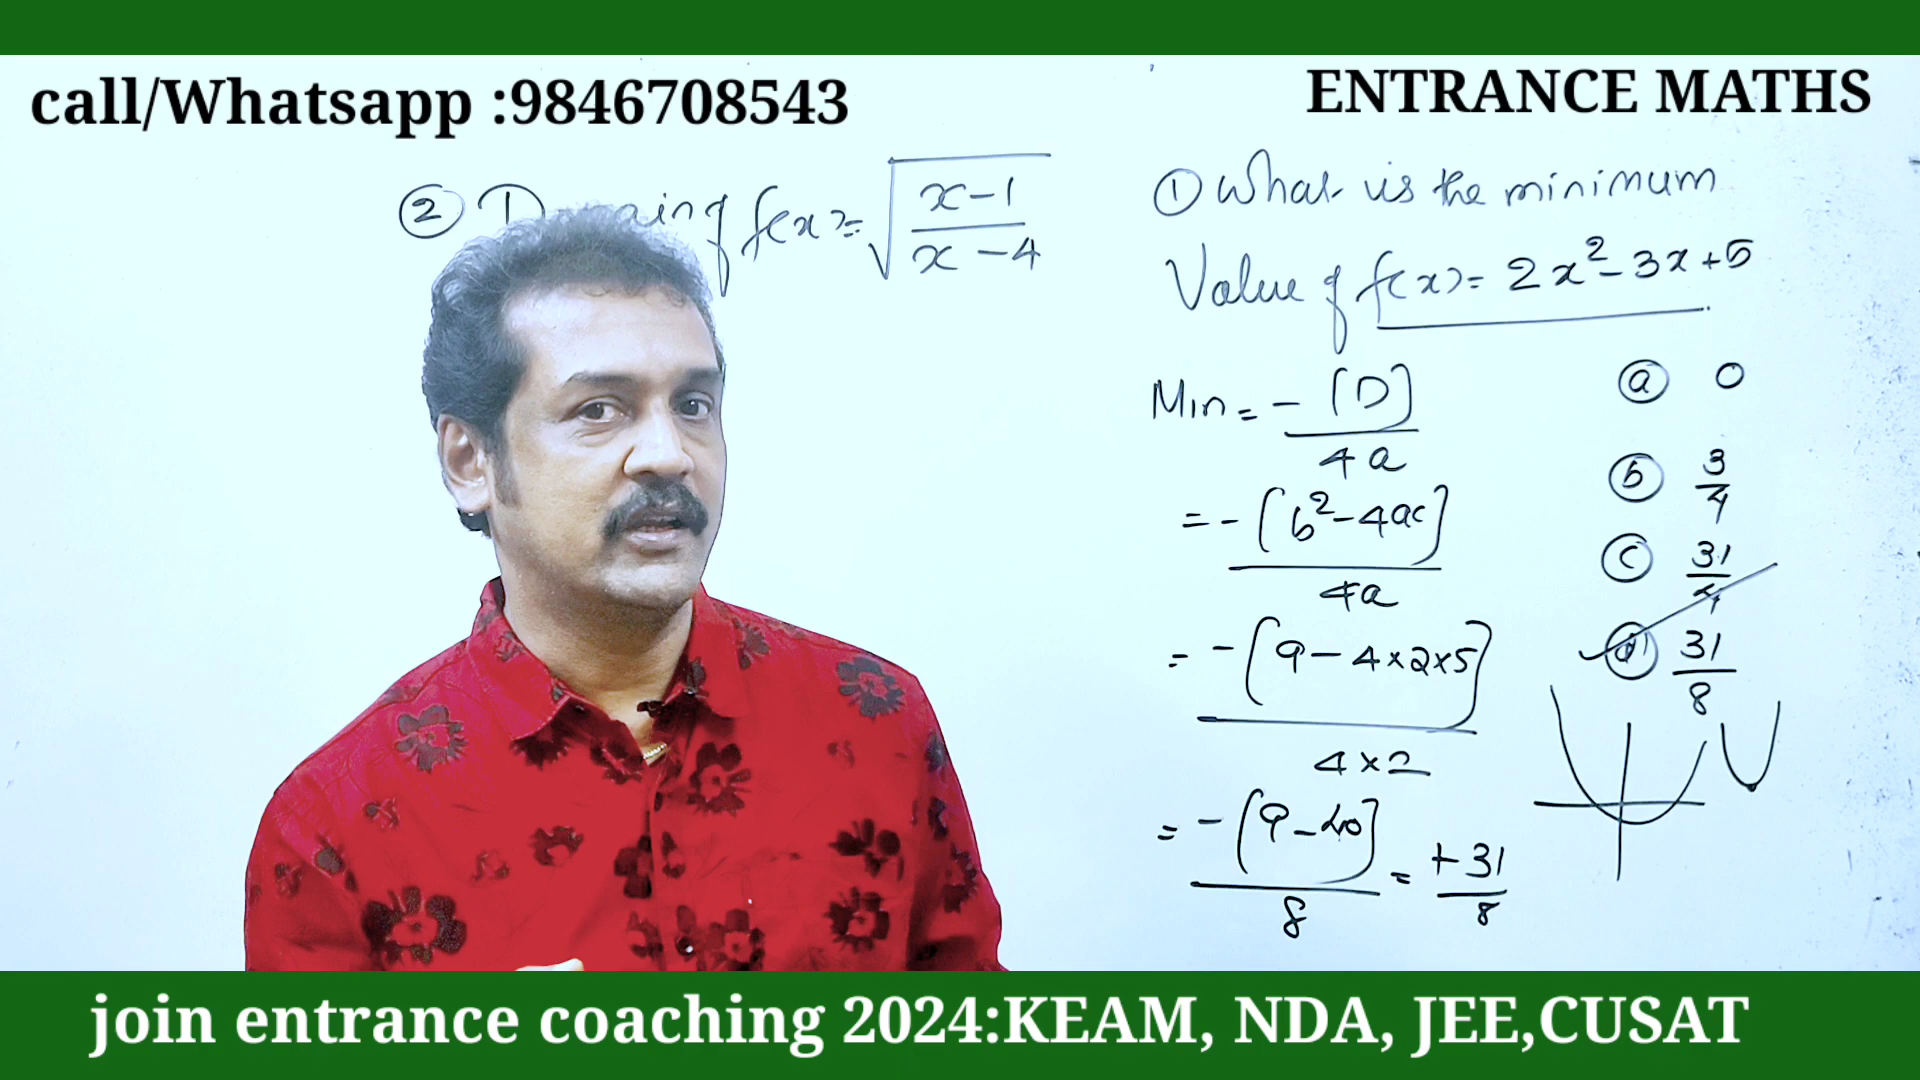 call/Whatsapp :9846708543
ENTRANCE MATHS
② D ain of f(x) = √((x-1)/(x-4))
① What is the minimum
Value of f(x) = 2x² - 3x + 5
Min = -[D]/4a
= -[b² - 4ac]/4a
= -[9 - 4×2×5]/4×2
= -[9 - 40]/8 = +31/8
ⓐ 0
ⓑ 3/4
ⓒ 31/4
ⓓ 31/8
join entrance coaching 2024:KEAM, NDA, JEE,CUSAT